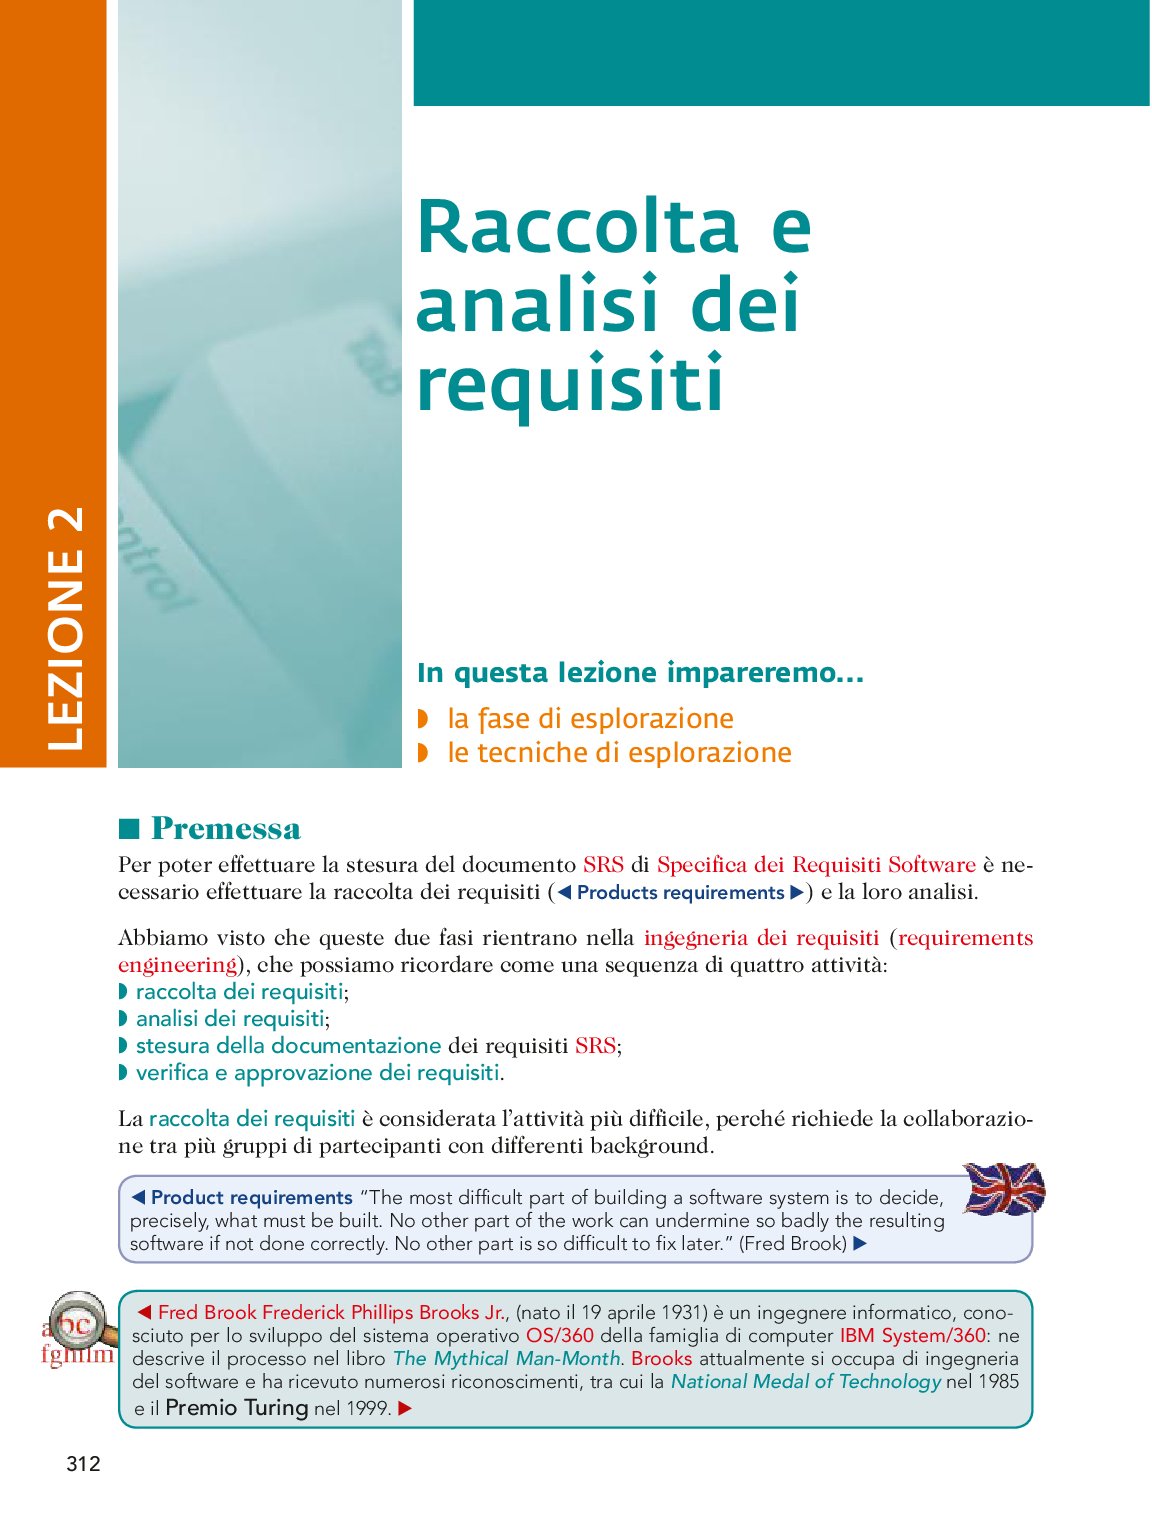 LEZIONE 2
Tab
ontrol
Raccolta e
analisi dei
requisiti
In questa lezione impareremo...
◗ la fase di esplorazione
◗ le tecniche di esplorazione
■ Premessa
Per poter effettuare la stesura del documento SRS di Specifica dei Requisiti Software è ne-
cessario effettuare la raccolta dei requisiti (◀ Products requirements ▶) e la loro analisi.
Abbiamo visto che queste due fasi rientrano nella ingegneria dei requisiti (requirements
engineering), che possiamo ricordare come una sequenza di quattro attività:
◗ raccolta dei requisiti;
◗ analisi dei requisiti;
◗ stesura della documentazione dei requisiti SRS;
◗ verifica e approvazione dei requisiti.
La raccolta dei requisiti è considerata l'attività più difficile, perché richiede la collaborazio-
ne tra più gruppi di partecipanti con differenti background.
◀ Product requirements "The most difficult part of building a software system is to decide,
precisely, what must be built. No other part of the work can undermine so badly the resulting
software if not done correctly. No other part is so difficult to fix later." (Fred Brook) ▶
abc
fghilm
◀ Fred Brook Frederick Phillips Brooks Jr., (nato il 19 aprile 1931) è un ingegnere informatico, cono-
sciuto per lo sviluppo del sistema operativo OS/360 della famiglia di computer IBM System/360: ne
descrive il processo nel libro The Mythical Man-Month. Brooks attualmente si occupa di ingegneria
del software e ha ricevuto numerosi riconoscimenti, tra cui la National Medal of Technology nel 1985
e il Premio Turing nel 1999. ▶
312